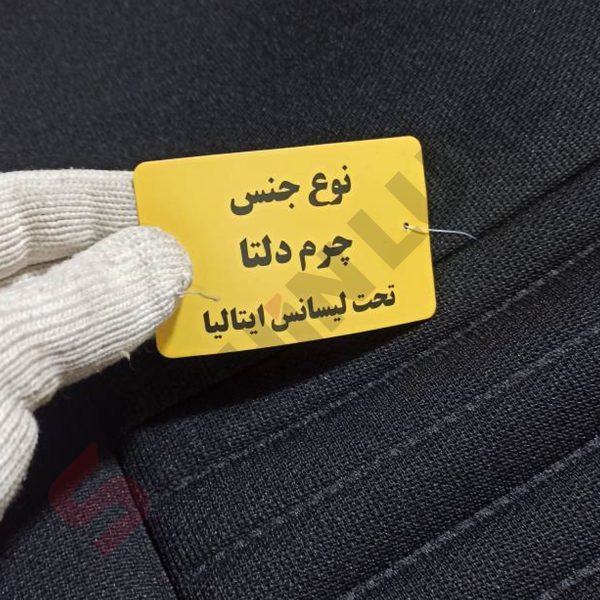 نوع جنس
چرم دلتا
تحت لیسانس ایتالیا